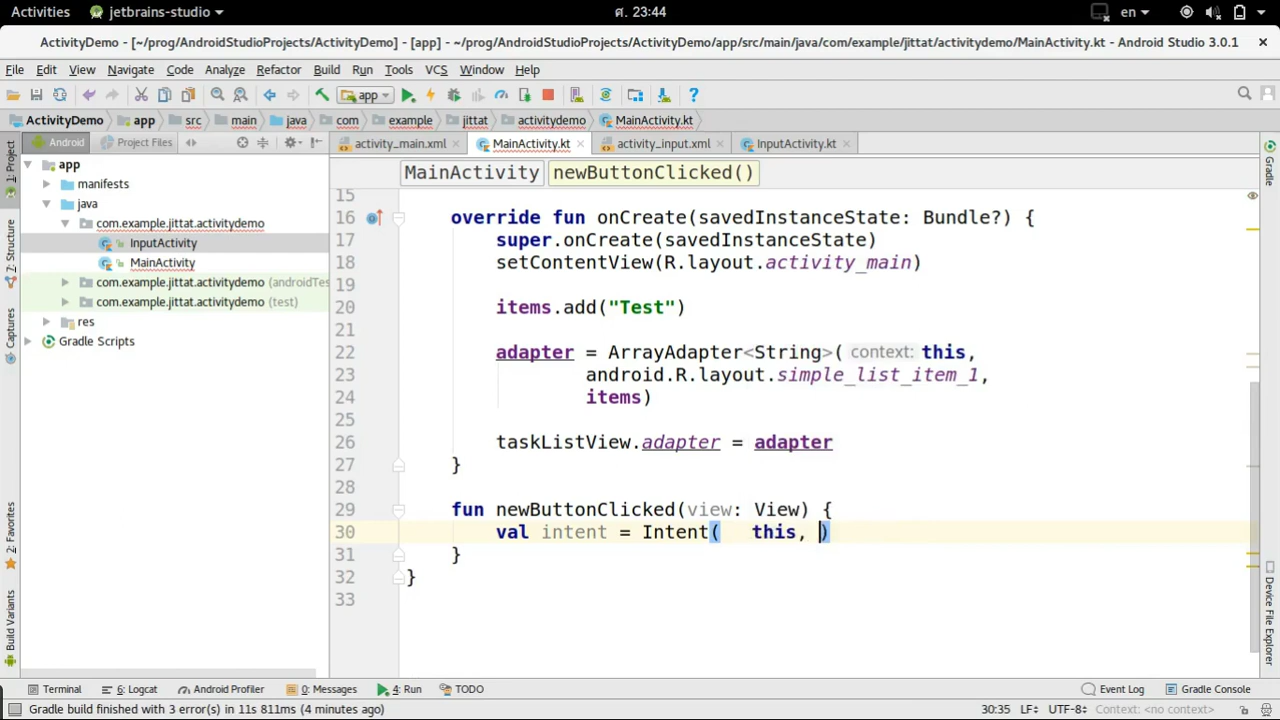 Activities jetbrains-studio ศ. 23:44 en
ActivityDemo - [~/prog/AndroidStudioProjects/ActivityDemo] - [app] - ~/prog/AndroidStudioProjects/ActivityDemo/app/src/main/java/com/example/jittat/activitydemo/MainActivity.kt - Android Studio 3.0.1
File Edit View Navigate Code Analyze Refactor Build Run Tools VCS Window Help
app
ActivityDemo app src main java com example jittat activitydemo MainActivity.kt
Android Project Files activity_main.xml MainActivity.kt activity_input.xml InputActivity.kt
MainActivity newButtonClicked()
app
manifests
java
com.example.jittat.activitydemo
InputActivity
MainActivity
com.example.jittat.activitydemo (androidTes
com.example.jittat.activitydemo (test)
res
Gradle Scripts
1: Project
7: Structure
Captures
2: Favorites
Build Variants
15
16 override fun onCreate(savedInstanceState: Bundle?) {
17 super.onCreate(savedInstanceState)
18 setContentView(R.layout.activity_main)
19
20 items.add("Test")
21
22 adapter = ArrayAdapter<String>( context: this,
23 android.R.layout.simple_list_item_1,
24 items)
25
26 taskListView.adapter = adapter
27 }
28
29 fun newButtonClicked(view: View) {
30 val intent = Intent( this, )
31 }
32 }
33
Gradle
Device File Explorer
Terminal 6: Logcat Android Profiler 0: Messages 4: Run TODO Event Log Gradle Console
Gradle build finished with 3 error(s) in 11s 811ms (4 minutes ago) 30:35 LF÷ UTF-8÷ Context: <no context>